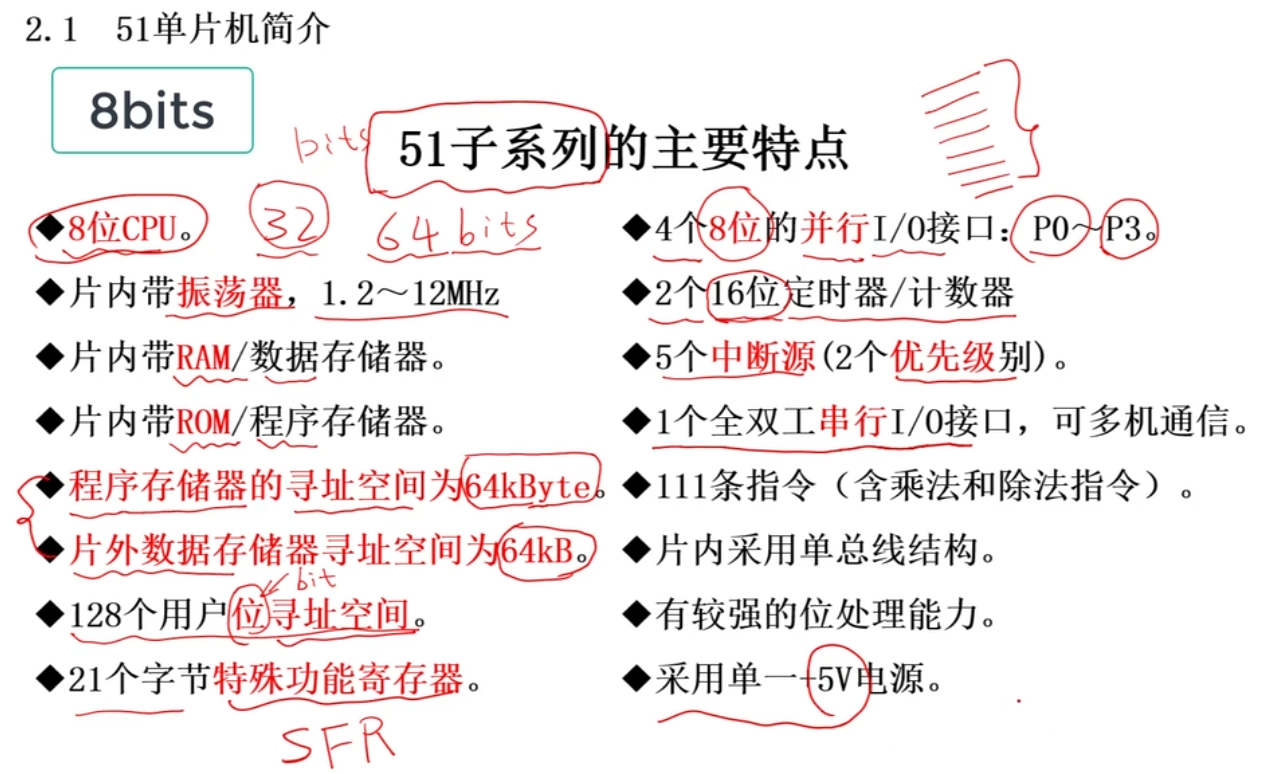 2.1 51单片机简介
8bits
bits
51子系列的主要特点
◆8位CPU。 32 64 bits
◆片内带振荡器，1.2～12MHz
◆片内带RAM/数据存储器。
◆片内带ROM/程序存储器。
◆程序存储器的寻址空间为64kByte。
◆片外数据存储器寻址空间为64kB。
bit
◆128个用户位寻址空间。
◆21个字节特殊功能寄存器。
SFR
◆4个8位的并行I/O接口：P0～P3。
◆2个16位定时器/计数器
◆5个中断源(2个优先级别)。
◆1个全双工串行I/O接口，可多机通信。
◆111条指令（含乘法和除法指令）。
◆片内采用单总线结构。
◆有较强的位处理能力。
◆采用单一+5V电源。